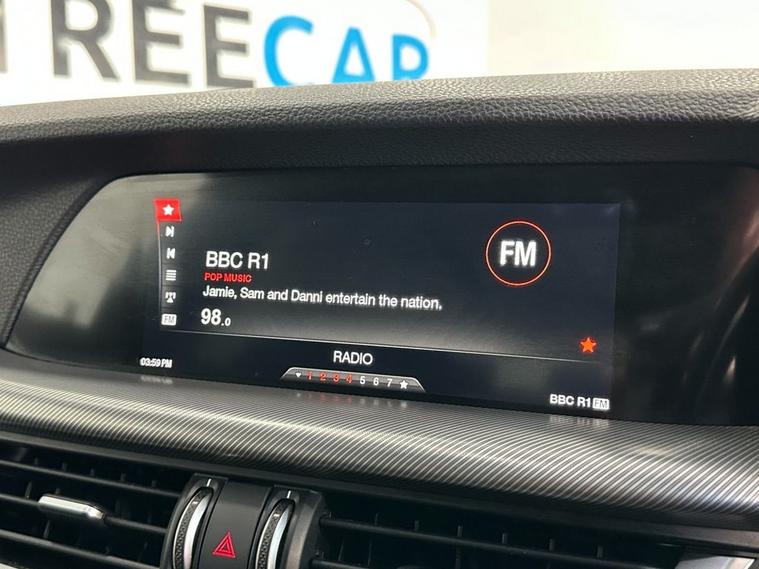 REECAR
BBC R1
POP MUSIC
Jamie, Sam and Danni entertain the nation.
98.0
FM
FM
RADIO
03:59 PM
1 2 3 4 5 6 7
BBC R1 FM